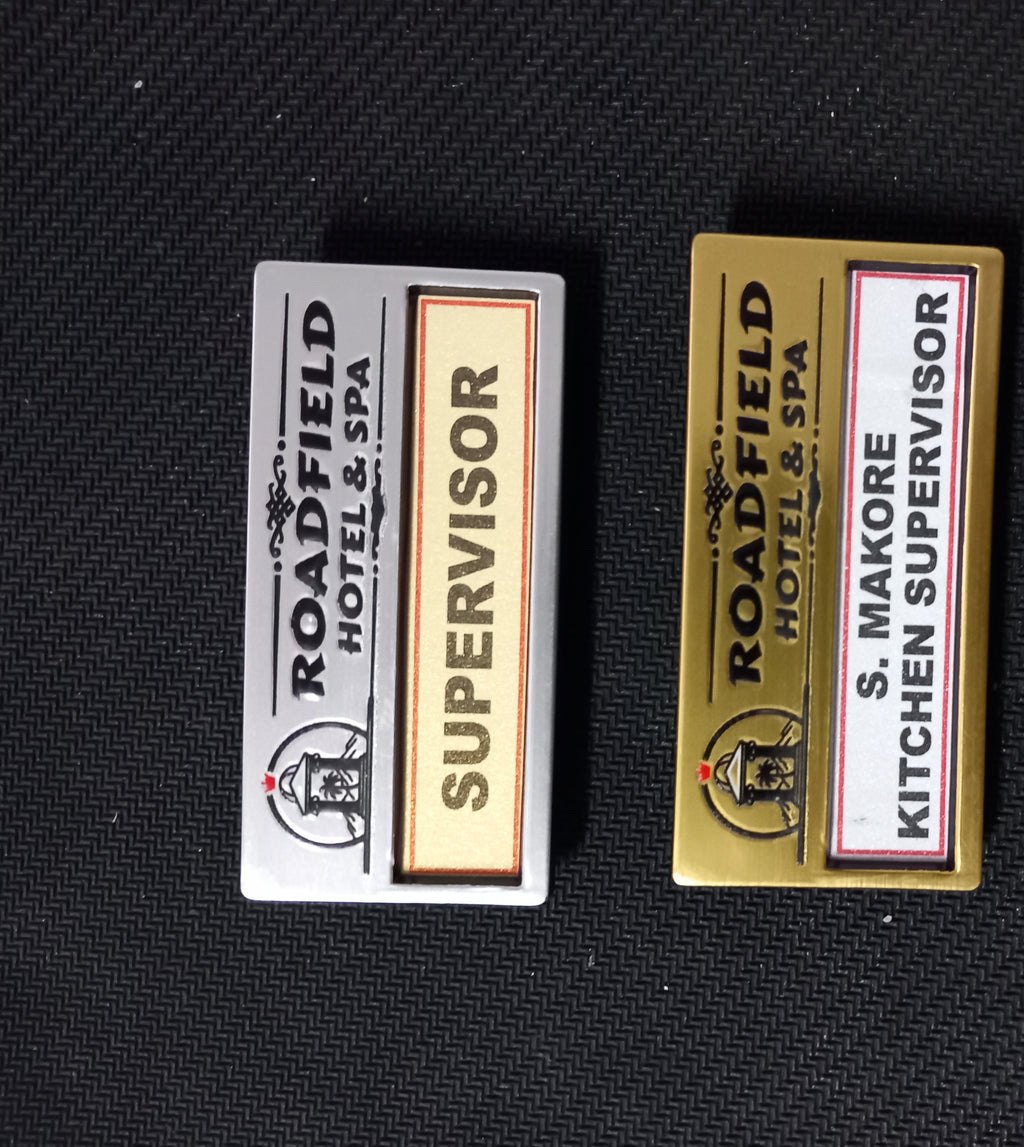 ROADFIELD
HOTEL & SPA
SUPERVISOR
ROADFIELD
HOTEL & SPA
S. MAKORE
KITCHEN SUPERVISOR